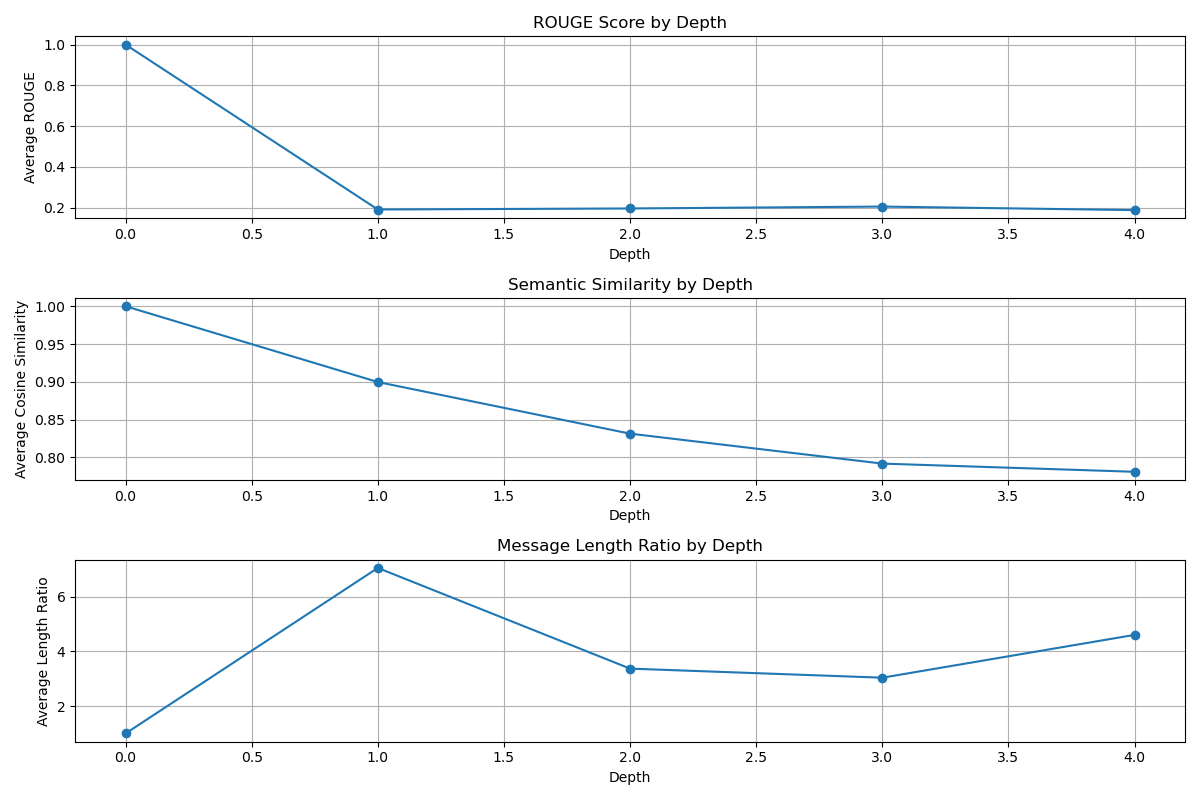 ROUGE Score by Depth
Average ROUGE
1.0
0.8
0.6
0.4
0.2
0.0 0.5 1.0 1.5 2.0 2.5 3.0 3.5 4.0
Depth
Semantic Similarity by Depth
Average Cosine Similarity
1.00
0.95
0.90
0.85
0.80
0.0 0.5 1.0 1.5 2.0 2.5 3.0 3.5 4.0
Depth
Message Length Ratio by Depth
Average Length Ratio
6
4
2
0.0 0.5 1.0 1.5 2.0 2.5 3.0 3.5 4.0
Depth